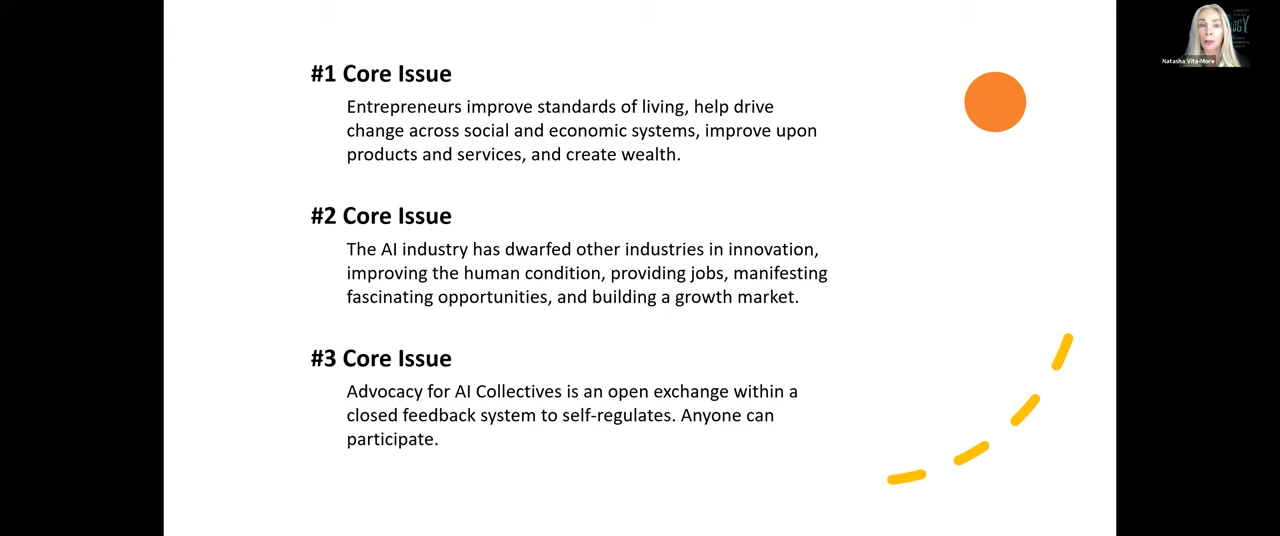 #1 Core Issue
Entrepreneurs improve standards of living, help drive
change across social and economic systems, improve upon
products and services, and create wealth.
#2 Core Issue
The AI industry has dwarfed other industries in innovation,
improving the human condition, providing jobs, manifesting
fascinating opportunities, and building a growth market.
#3 Core Issue
Advocacy for AI Collectives is an open exchange within a
closed feedback system to self-regulates. Anyone can
participate.
OGY
Natasha Vita-More